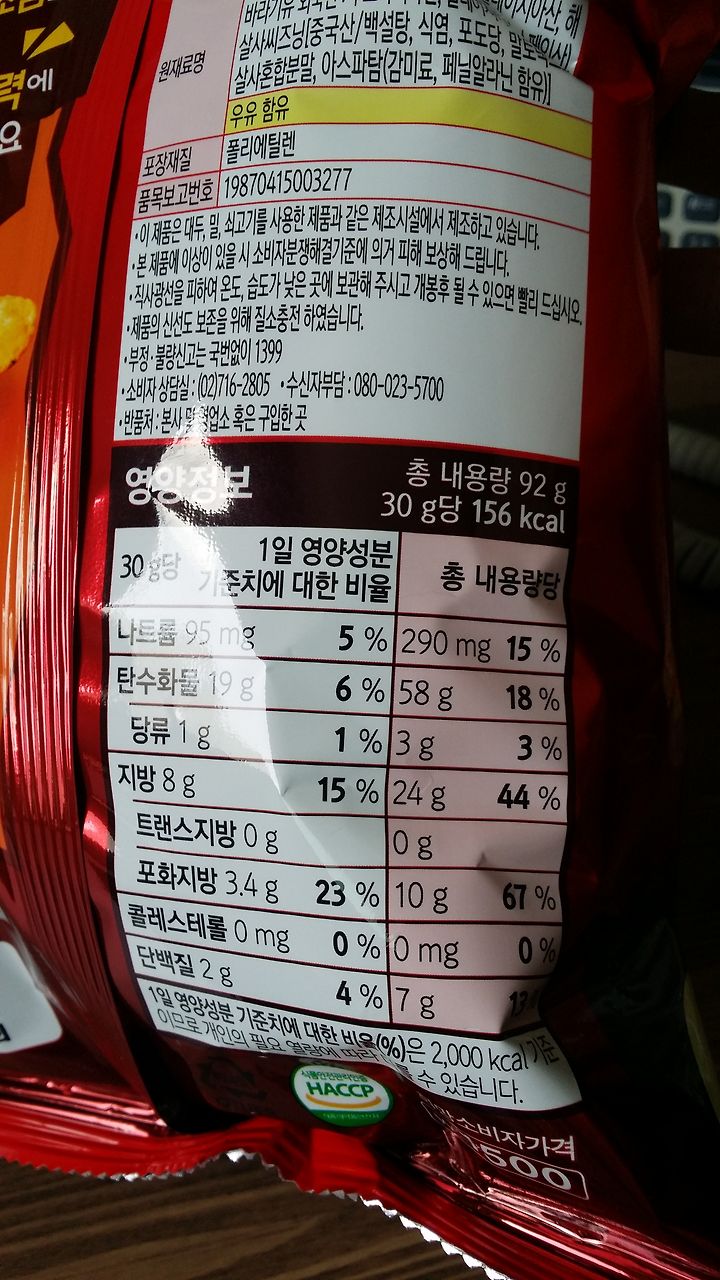 력에
요
원재료명
살사씨즈닝[중국산/백설탕, 식염, 포도당,
살사혼합분말, 아스파탐(감미료, 페닐알라닌 함유)]
우유 함유
포장재질 폴리에틸렌
품목보고번호 19870415003277
•이 제품은 대두, 밀, 쇠고기를 사용한 제품과 같은 제조시설에서 제조하고 있습니다.
•본 제품에 이상이 있을 시 소비자분쟁해결기준에 의거 피해 보상해 드립니다.
•직사광선을 피하여 온도, 습도가 낮은 곳에 보관해 주시고 개봉후 될 수 있으면 빨리 드십시오.
•제품의 신선도 보존을 위해 질소충전 하였습니다.
•부정·불량신고는 국번없이 1399
•소비자 상담실 : (02)716-2805 •수신자부담 : 080-023-5700
•반품처 : 본사 및 영업소 혹은 구입한 곳
영양정보
총 내용량 92 g
30 g당 156 kcal
30 g당 1일 영양성분 기준치에 대한 비율 총 내용량당
나트륨 95 mg 5 % 290 mg 15 %
탄수화물 19 g 6 % 58 g 18 %
당류 1 g 1 % 3 g 3 %
지방 8 g 15 % 24 g 44 %
트랜스지방 0 g 0 g
포화지방 3.4 g 23 % 10 g 67 %
콜레스테롤 0 mg 0 % 0 mg 0 %
단백질 2 g 4 % 7 g 13
1일 영양성분 기준치에 대한 비율(%)은 2,000 kcal 기준
이므로 개인의 필요 열량에 따라 수 있습니다.
식품안전관리인증
HACCP
소비자가격
500